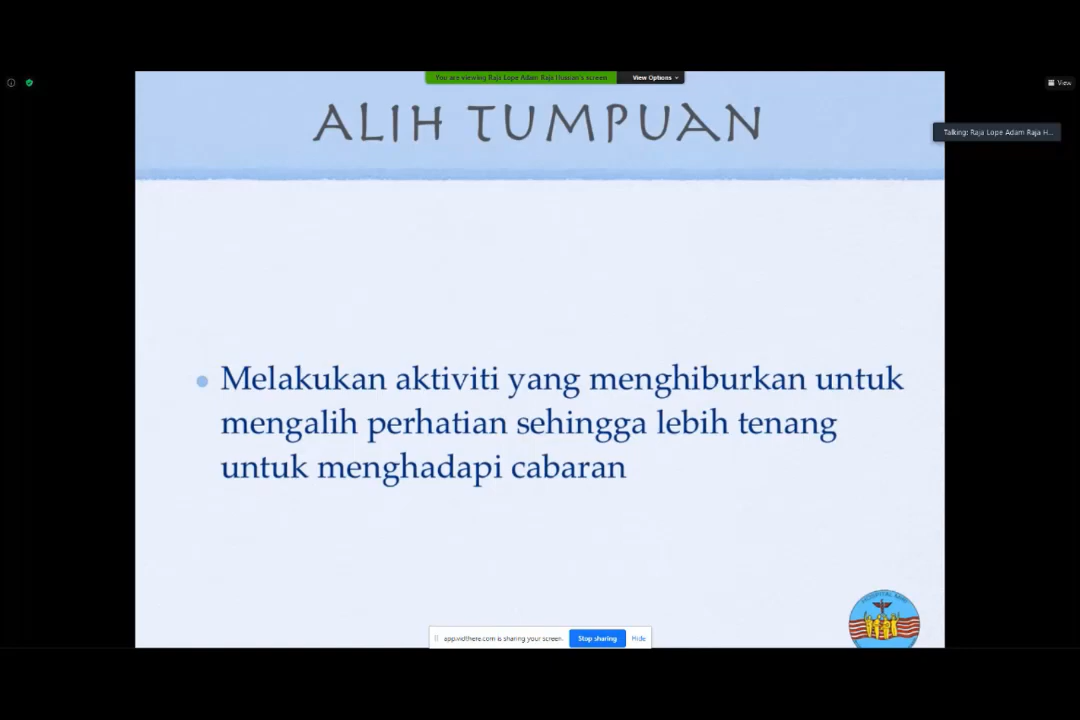 You are viewing Raja Lope Adam Raja Hussin's screen
View Options
View
ALIH TUMPUAN
Talking: Raja Lope Adam Raja H...
Melakukan aktiviti yang menghiburkan untuk
mengalih perhatian sehingga lebih tenang
untuk menghadapi cabaran
app.vidthere.com is sharing your screen.
Stop sharing
Hide